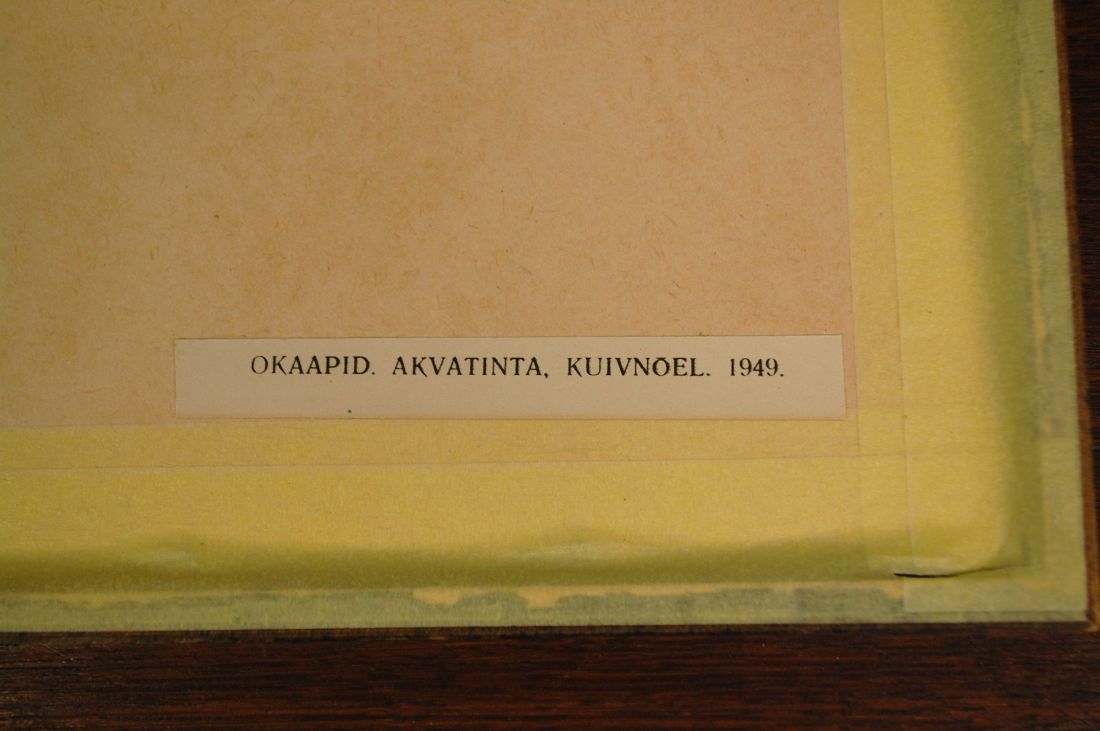 OKAAPID. AKVATINTA, KUIVNÕEL. 1949.